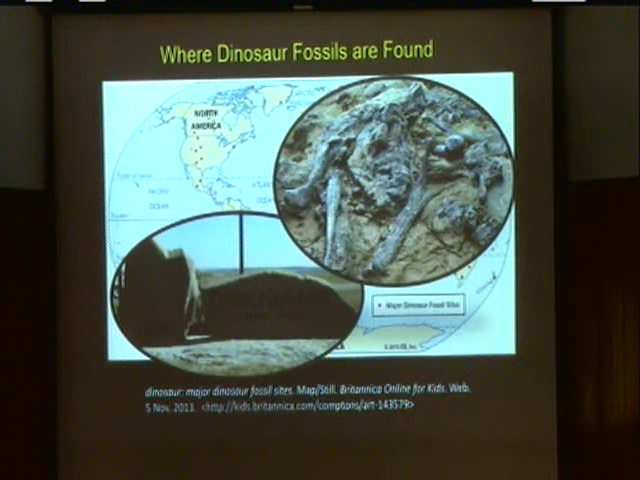 Where Dinosaur Fossils are Found
NORTH
AMERICA
PACIFIC
OCEAN
Equator
Major Dinosaur Fossil Sites
dinosaur: major dinosaur fossil sites. Map/Still. Britannica Online for Kids. Web.
5 Nov. 2013. <http://kids.britannica.com/comptons/art-143579>